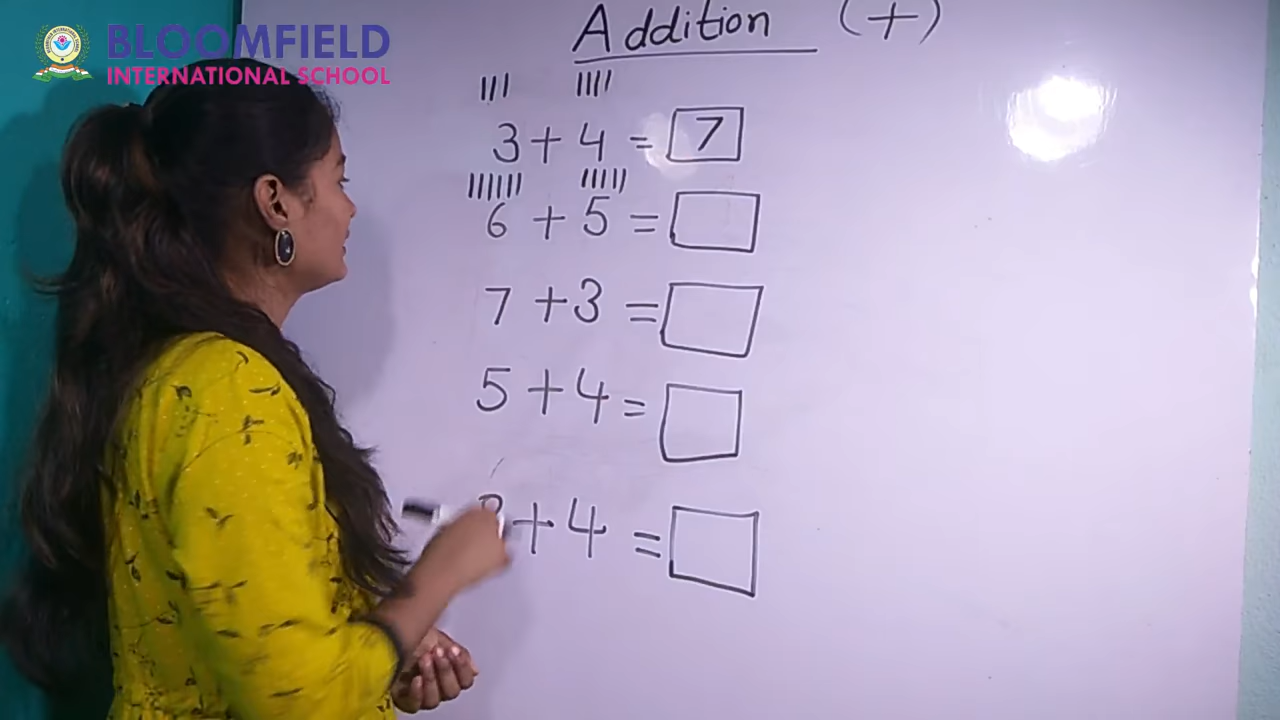 BLOOMFIELD
INTERNATIONAL SCHOOL
Addition (+)
3 + 4 = 7
6 + 5 =
7 + 3 =
5 + 4 =
+ 4 =